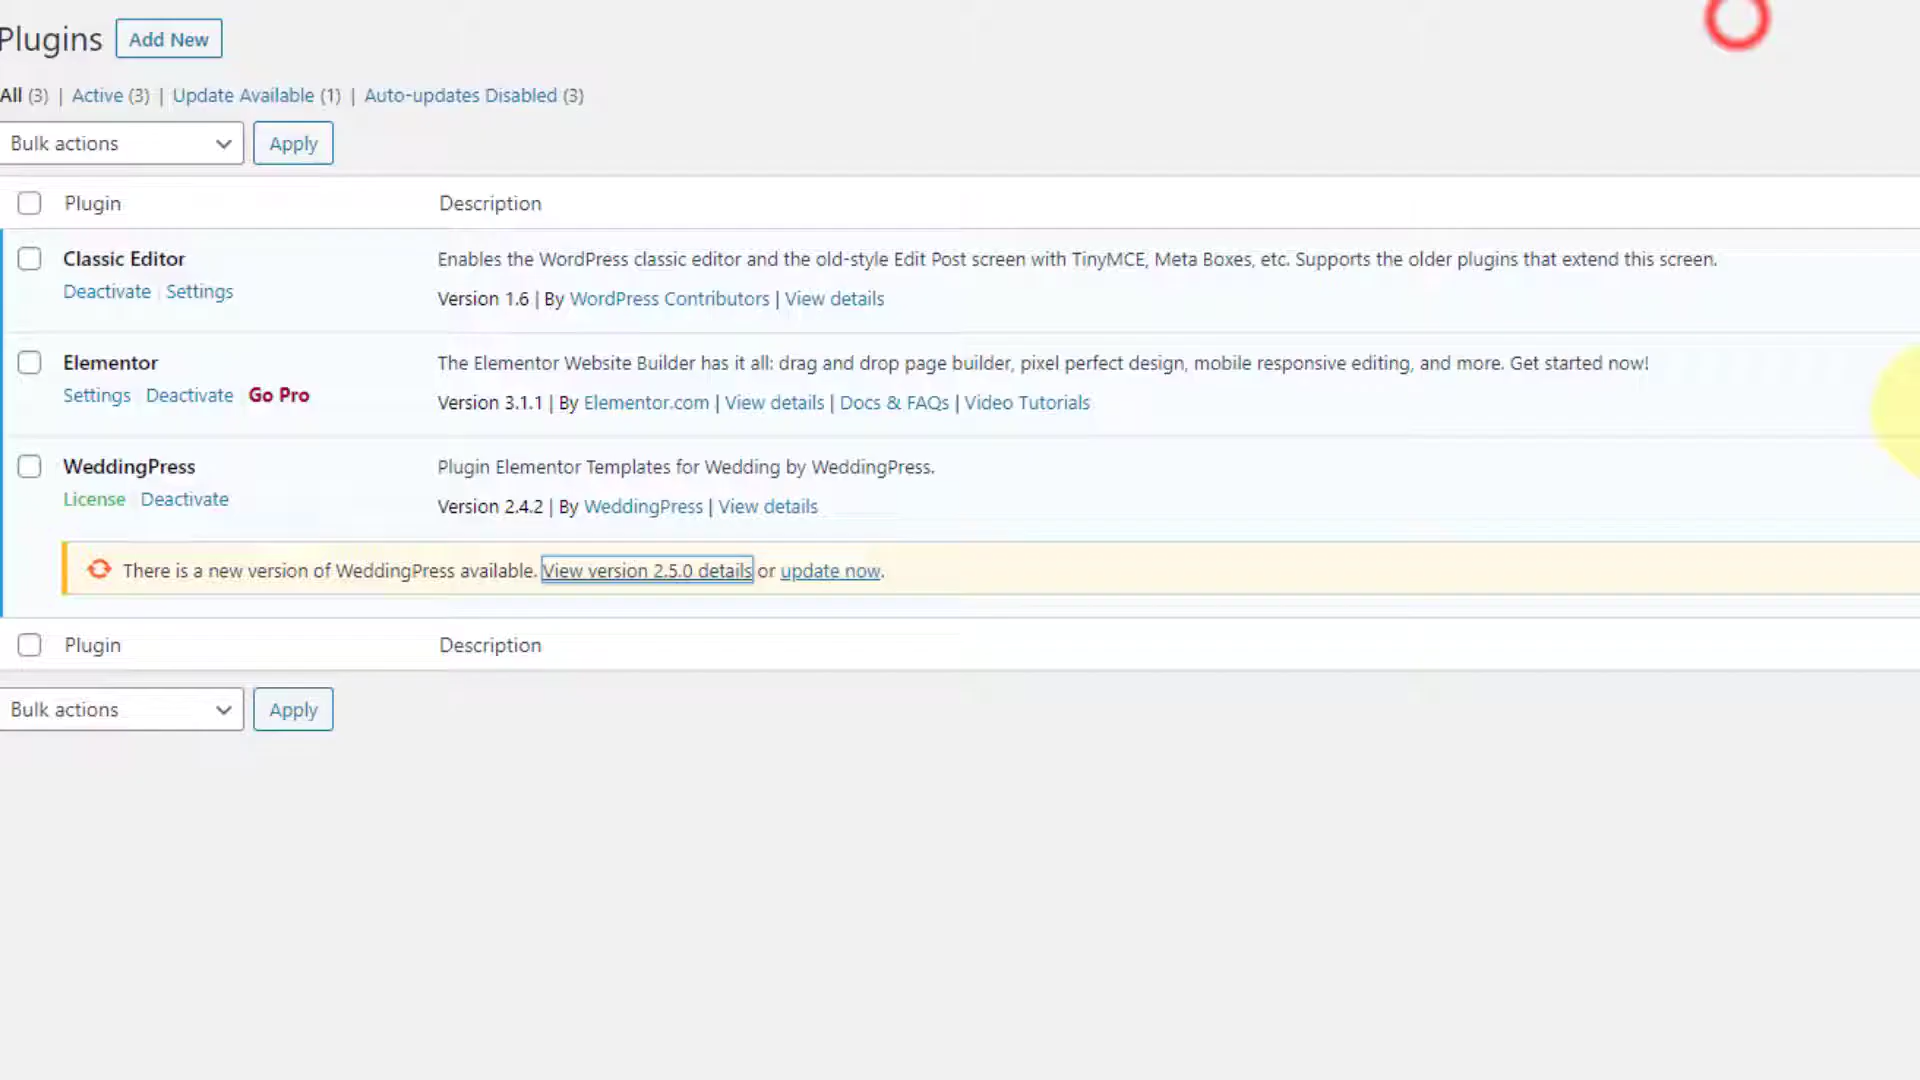 Plugins Add New
All (3) | Active (3) | Update Available (1) | Auto-updates Disabled (3)
Bulk actions Apply
Plugin Description
Classic Editor Enables the WordPress classic editor and the old-style Edit Post screen with TinyMCE, Meta Boxes, etc. Supports the older plugins that extend this screen.
Deactivate | Settings Version 1.6 | By WordPress Contributors | View details
Elementor The Elementor Website Builder has it all: drag and drop page builder, pixel perfect design, mobile responsive editing, and more. Get started now!
Settings | Deactivate | Go Pro Version 3.1.1 | By Elementor.com | View details | Docs & FAQs | Video Tutorials
WeddingPress Plugin Elementor Templates for Wedding by WeddingPress.
License | Deactivate Version 2.4.2 | By WeddingPress | View details
There is a new version of WeddingPress available. View version 2.5.0 details or update now.
Plugin Description
Bulk actions Apply